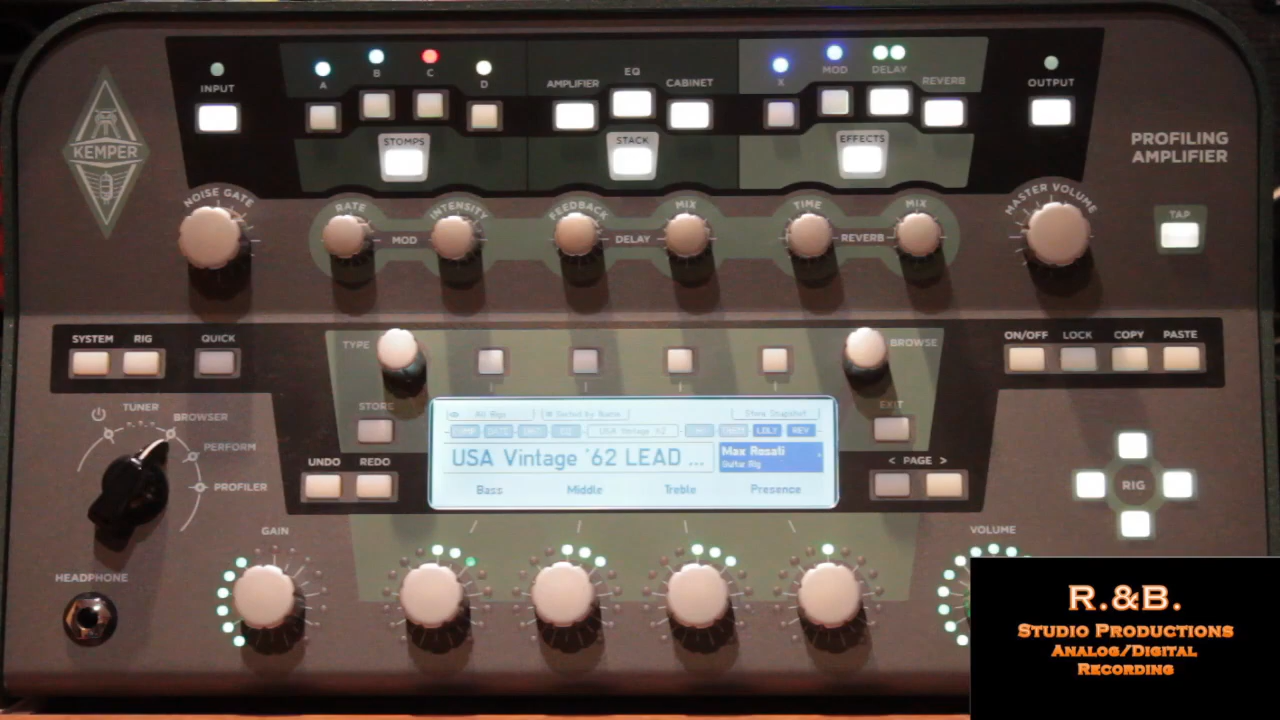 INPUT
A
B
C
D
AMPLIFIER
EQ
CABINET
X
MOD
DELAY
REVERB
OUTPUT
KEMPER
STOMPS
STACK
EFFECTS
PROFILING
AMPLIFIER
NOISE GATE
RATE
INTENSITY
FEEDBACK
MIX
TIME
MIX
MASTER VOLUME
TAP
MOD
DELAY
REVERB
SYSTEM
RIG
QUICK
TYPE
BROWSE
ON/OFF
LOCK
COPY
PASTE
TUNER
BROWSER
PERFORM
PROFILER
STORE
EXIT
All Rigs
Sorted by Name
Store Snapshot
USA Vintage '62
DLY
REV
USA Vintage '62 LEAD ...
Max Rosati
Guitar Rig
Bass
Middle
Treble
Presence
UNDO
REDO
< PAGE >
RIG
GAIN
VOLUME
HEADPHONE
R.&B.
Studio Productions
Analog/Digital
Recording